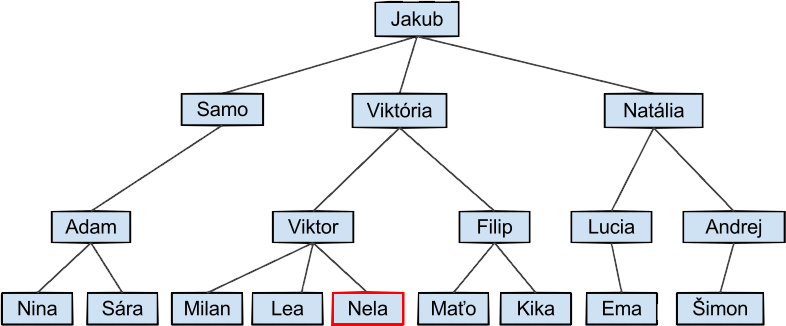 Jakub
Samo
Viktória
Natália
Adam
Viktor
Filip
Lucia
Andrej
Nina
Sára
Milan
Lea
Nela
Maťo
Kika
Ema
Šimon